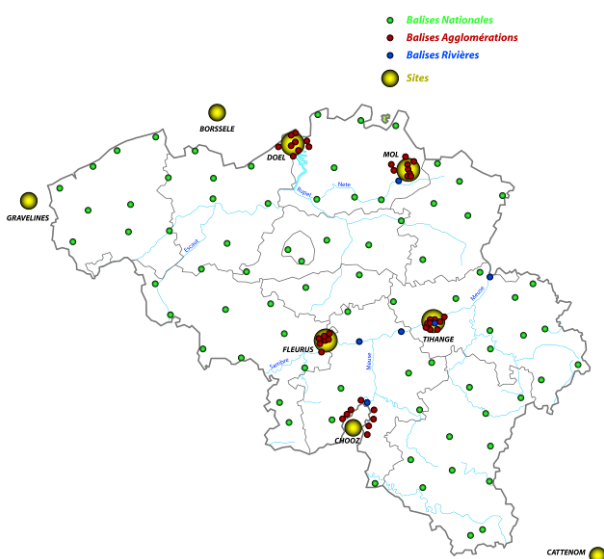 Balises Nationales
Balises Agglomérations
Balises Rivières
Sites
BORSSELE
DOEL
MOL
GRAVELINES
Nete
Rupel
Escaut
Meuse
TIHANGE
FLEURUS
Sambre
Meuse
CHOOZ
CATTENOM